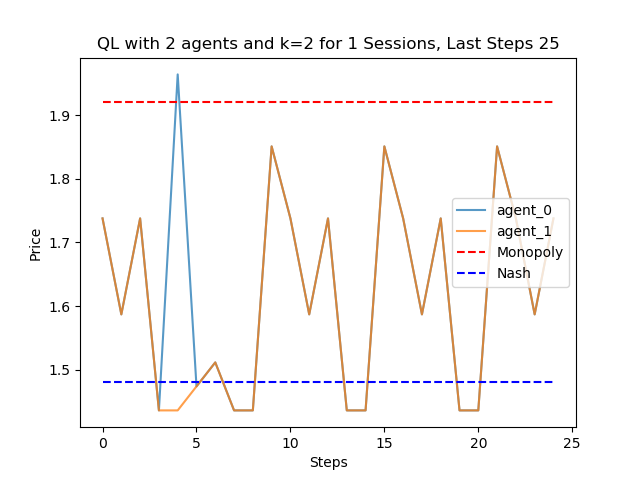 QL with 2 agents and k=2 for 1 Sessions, Last Steps 25
1.9
1.8
1.7
1.6
1.5
Price
agent_0
agent_1
Monopoly
Nash
0 5 10 15 20 25
Steps